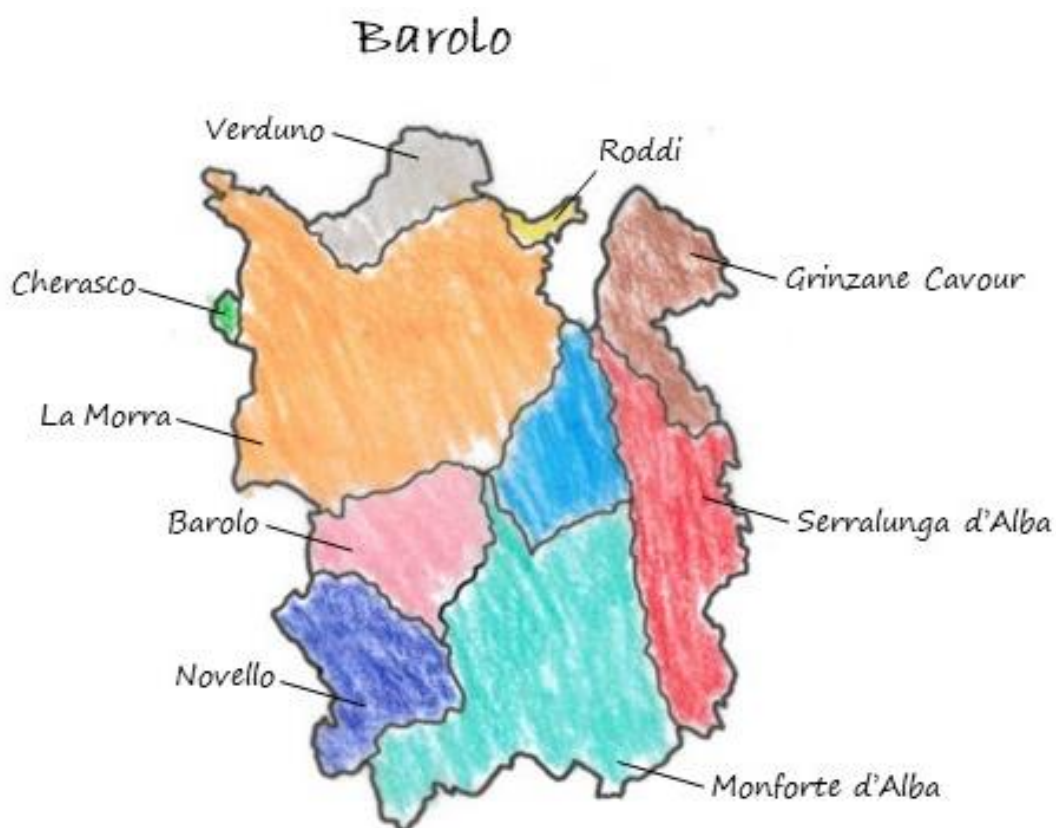 Barolo
Verduno
Roddi
Cherasco
Grinzane Cavour
La Morra
Barolo
Serralunga d'Alba
Novello
Monforte d'Alba